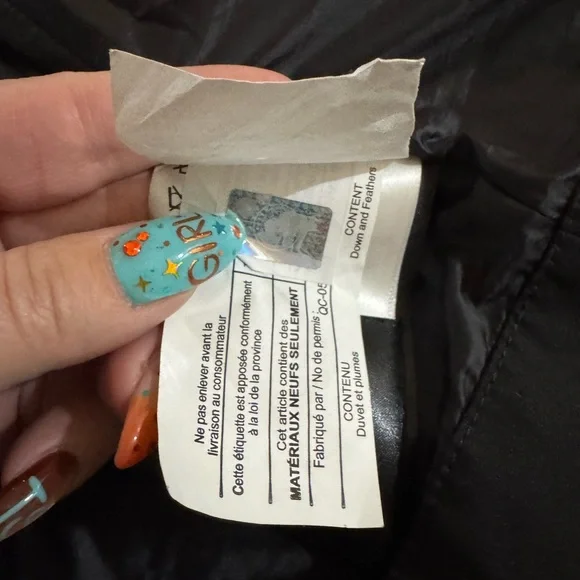 GIRL
CONTENT
Down and Feathers
Ne pas enlever avant la
livraison au consommateur
Cette étiquette est apposée conformément
à la loi de la province
Cet article contient des
MATÉRIAUX NEUFS SEULEMENT
Fabriqué par / No de permis : QC-05
CONTENU
Duvet et plumes